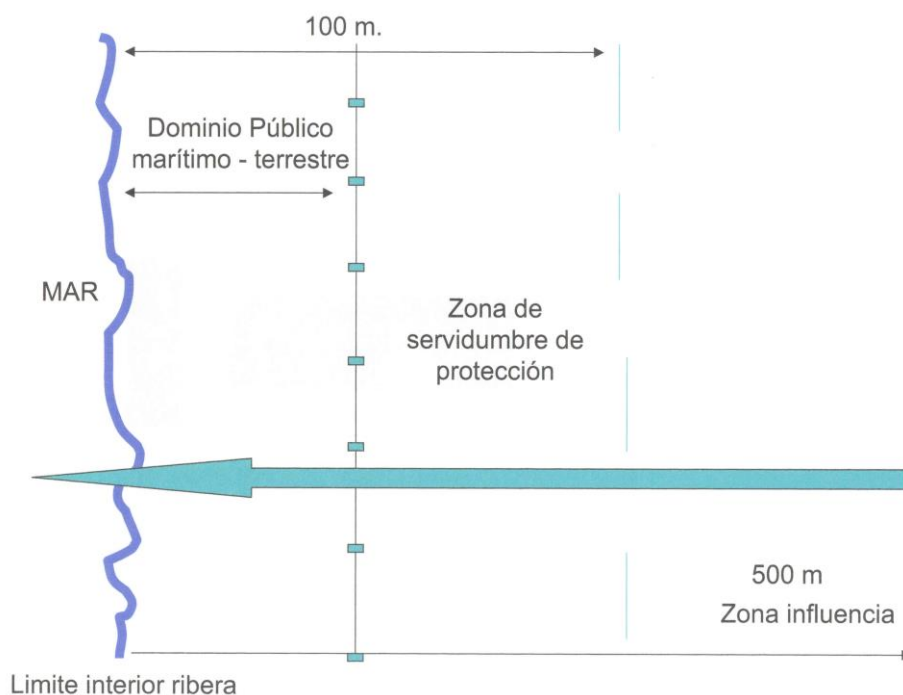 100 m.
Dominio Público
marítimo - terrestre
MAR
Zona de
servidumbre de
protección
500 m
Zona influencia
Limite interior ribera